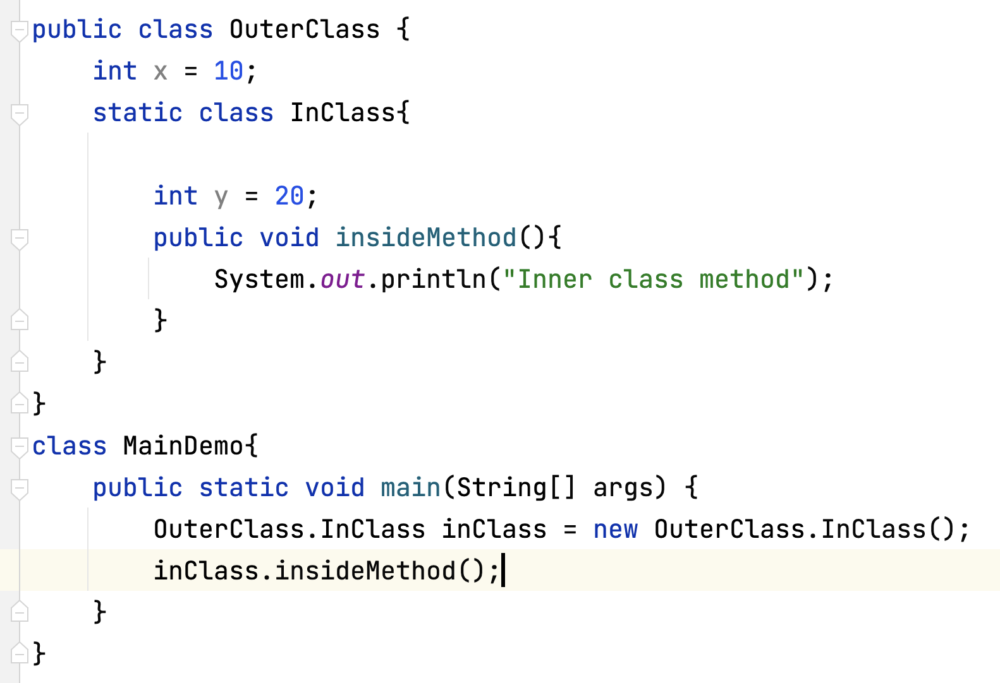 public class OuterClass {
    int x = 10;
    static class InClass{

        int y = 20;
        public void insideMethod(){
            System.out.println("Inner class method");
        }
    }
}
class MainDemo{
    public static void main(String[] args) {
        OuterClass.InClass inClass = new OuterClass.InClass();
        inClass.insideMethod();
    }
}